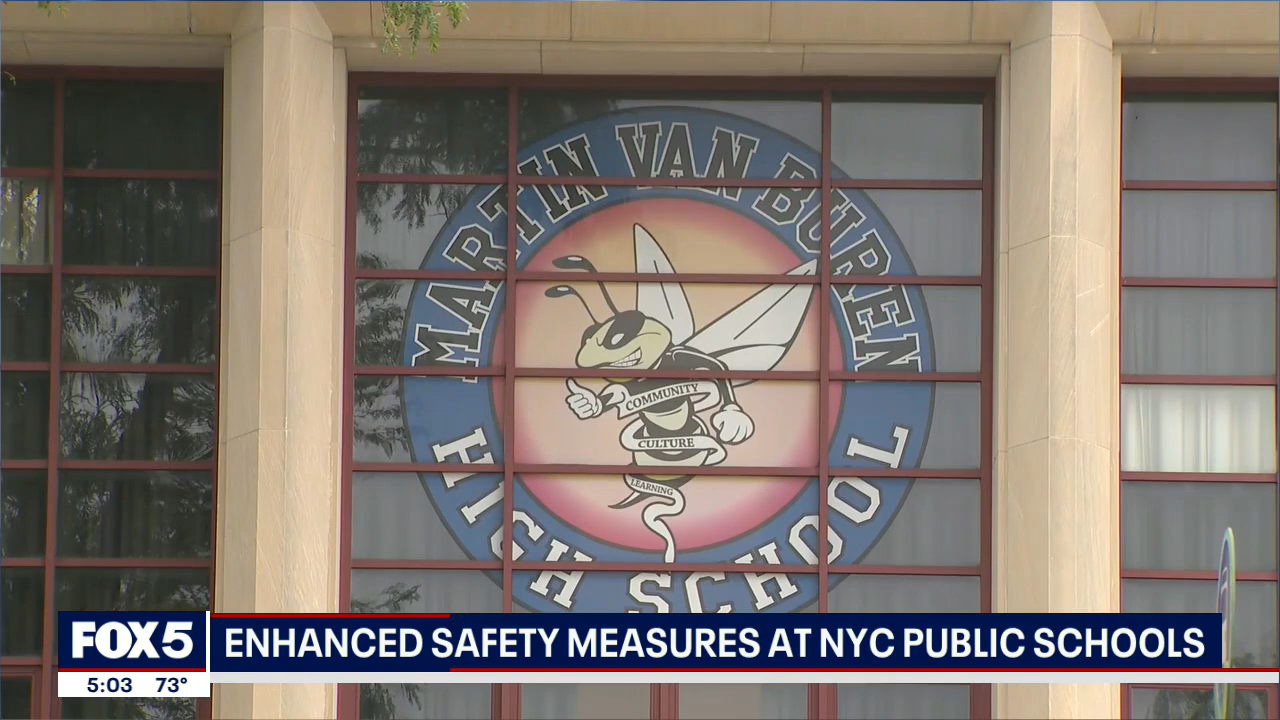 MARTIN VAN BUREN
HIGH SCHOOL
COMMUNITY
CULTURE
LEARNING
FOX5
ENHANCED SAFETY MEASURES AT NYC PUBLIC SCHOOLS
5:03 73°